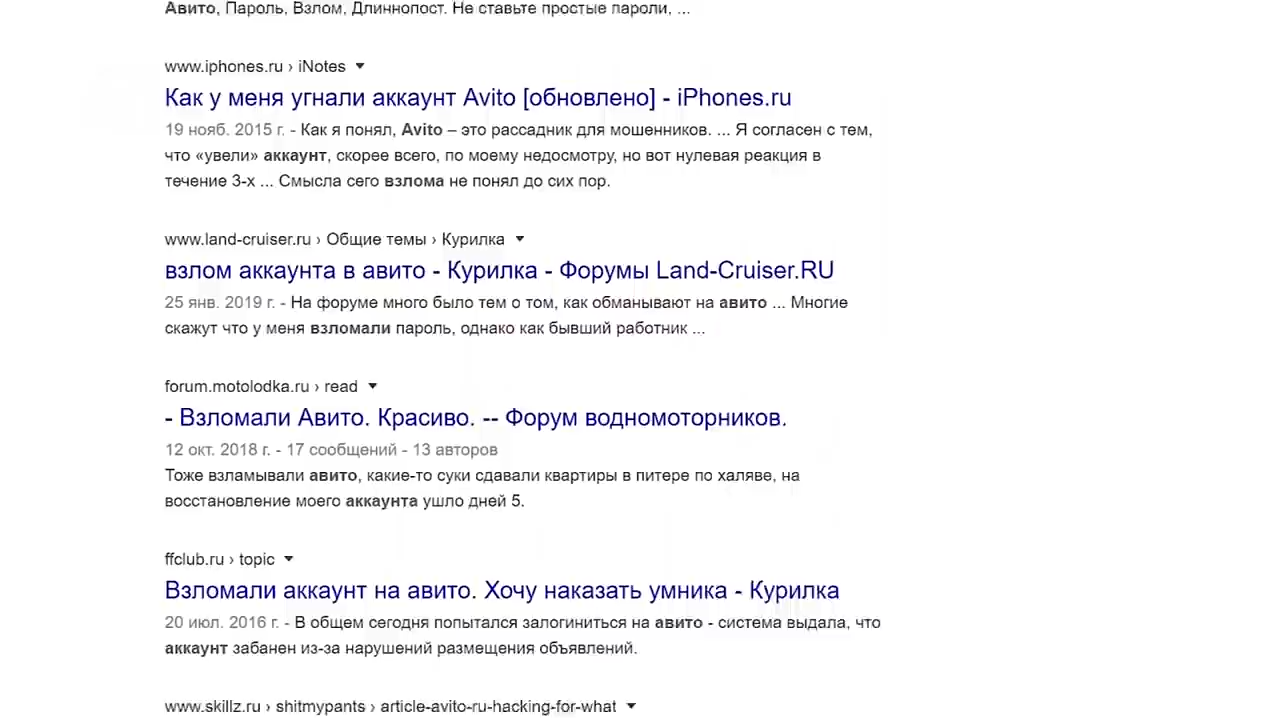 Авито, Пароль, Взлом, Длиннопост. Не ставьте простые пароли, ...
www.iphones.ru › iNotes
Как у меня угнали аккаунт Avito [обновлено] - iPhones.ru
19 нояб. 2015 г. - Как я понял, Avito – это рассадник для мошенников. ... Я согласен с тем,
что «увели» аккаунт, скорее всего, по моему недосмотру, но вот нулевая реакция в
течение 3-х ... Смысла сего взлома не понял до сих пор.
www.land-cruiser.ru › Общие темы › Курилка
взлом аккаунта в авито - Курилка - Форумы Land-Cruiser.RU
25 янв. 2019 г. - На форуме много было тем о том, как обманывают на авито ... Многие
скажут что у меня взломали пароль, однако как бывший работник ...
forum.motolodka.ru › read
- Взломали Авито. Красиво. -- Форум водномоторников.
12 окт. 2018 г. - 17 сообщений - 13 авторов
Тоже взламывали авито, какие-то суки сдавали квартиры в питере по халяве, на
восстановление моего аккаунта ушло дней 5.
ffclub.ru › topic
Взломали аккаунт на авито. Хочу наказать умника - Курилка
20 июл. 2016 г. - В общем сегодня попытался залогиниться на авито - система выдала, что
аккаунт забанен из-за нарушений размещения объявлений.
www.skillz.ru › shitmypants › article-avito-ru-hacking-for-what